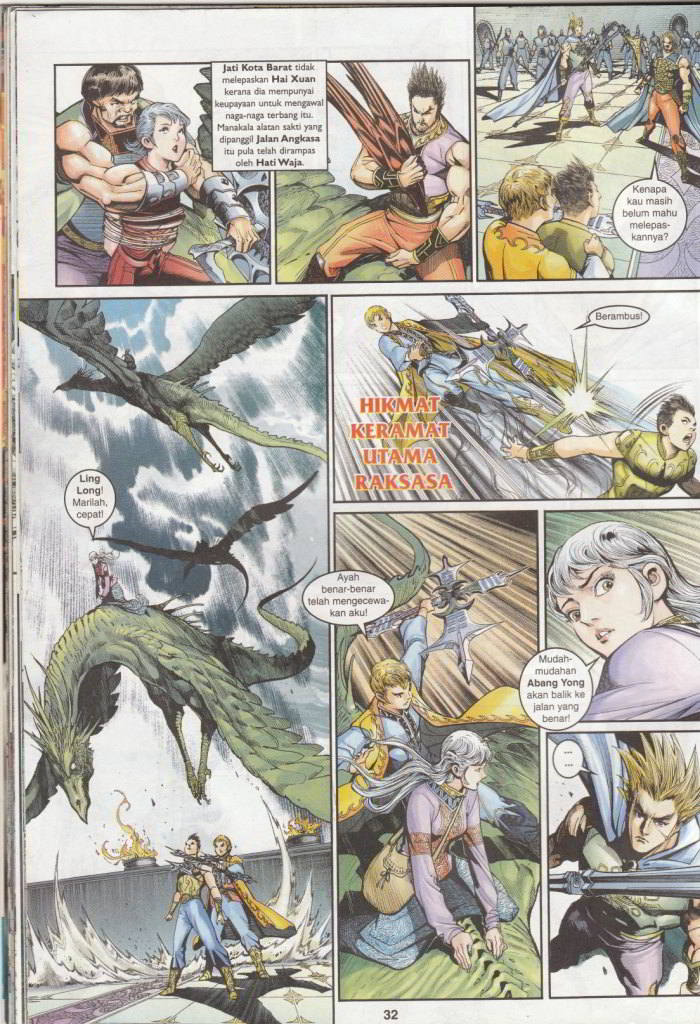 Jati Kota Barat tidak
melepaskan Hai Xuan
kerana dia mempunyai
keupayaan untuk mengawal
naga-naga terbang itu.
Manakala alatan sakti yang
dipanggil Jalan Angkasa
itu pula telah dirampas
oleh Hati Waja.
Kenapa
kau masih
belum mahu
melepas-
kannya?
Ling
Long!
Marilah,
cepat!
Berambus!
HIKMAT
KERAMAT
UTAMA
RAKSASA
Ayah
benar-benar
telah mengecewa-
kan aku!
Mudah-
mudahan
Abang Yong
akan balik ke
jalan yang
benar!
...
...
32